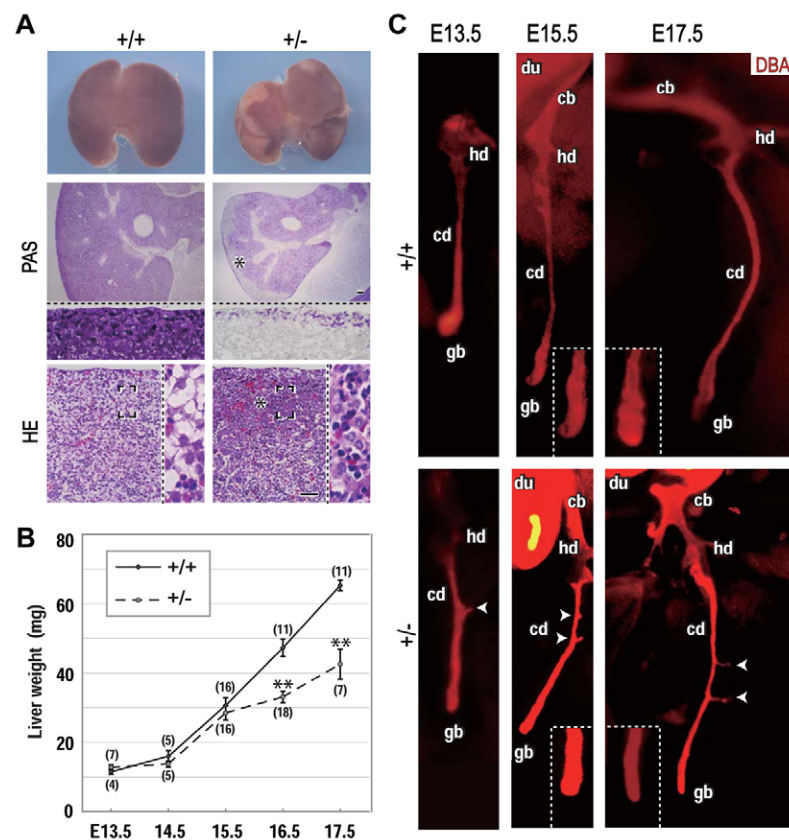 A
+/+
+/-
PAS
*
HE
*
B
Liver weight (mg)
80
60
40
20
0
+/+
+/-
(7)
(4)
(5)
(5)
(16)
(16)
(11)
**
(18)
(11)
**
(7)
E13.5 14.5 15.5 16.5 17.5
C
E13.5 E15.5 E17.5
DBA
+/+
hd
cd
gb
du
cb
hd
cd
gb
cb
hd
cd
gb
+/-
hd
cd
gb
du
cb
hd
cd
gb
du
cb
hd
cd
gb